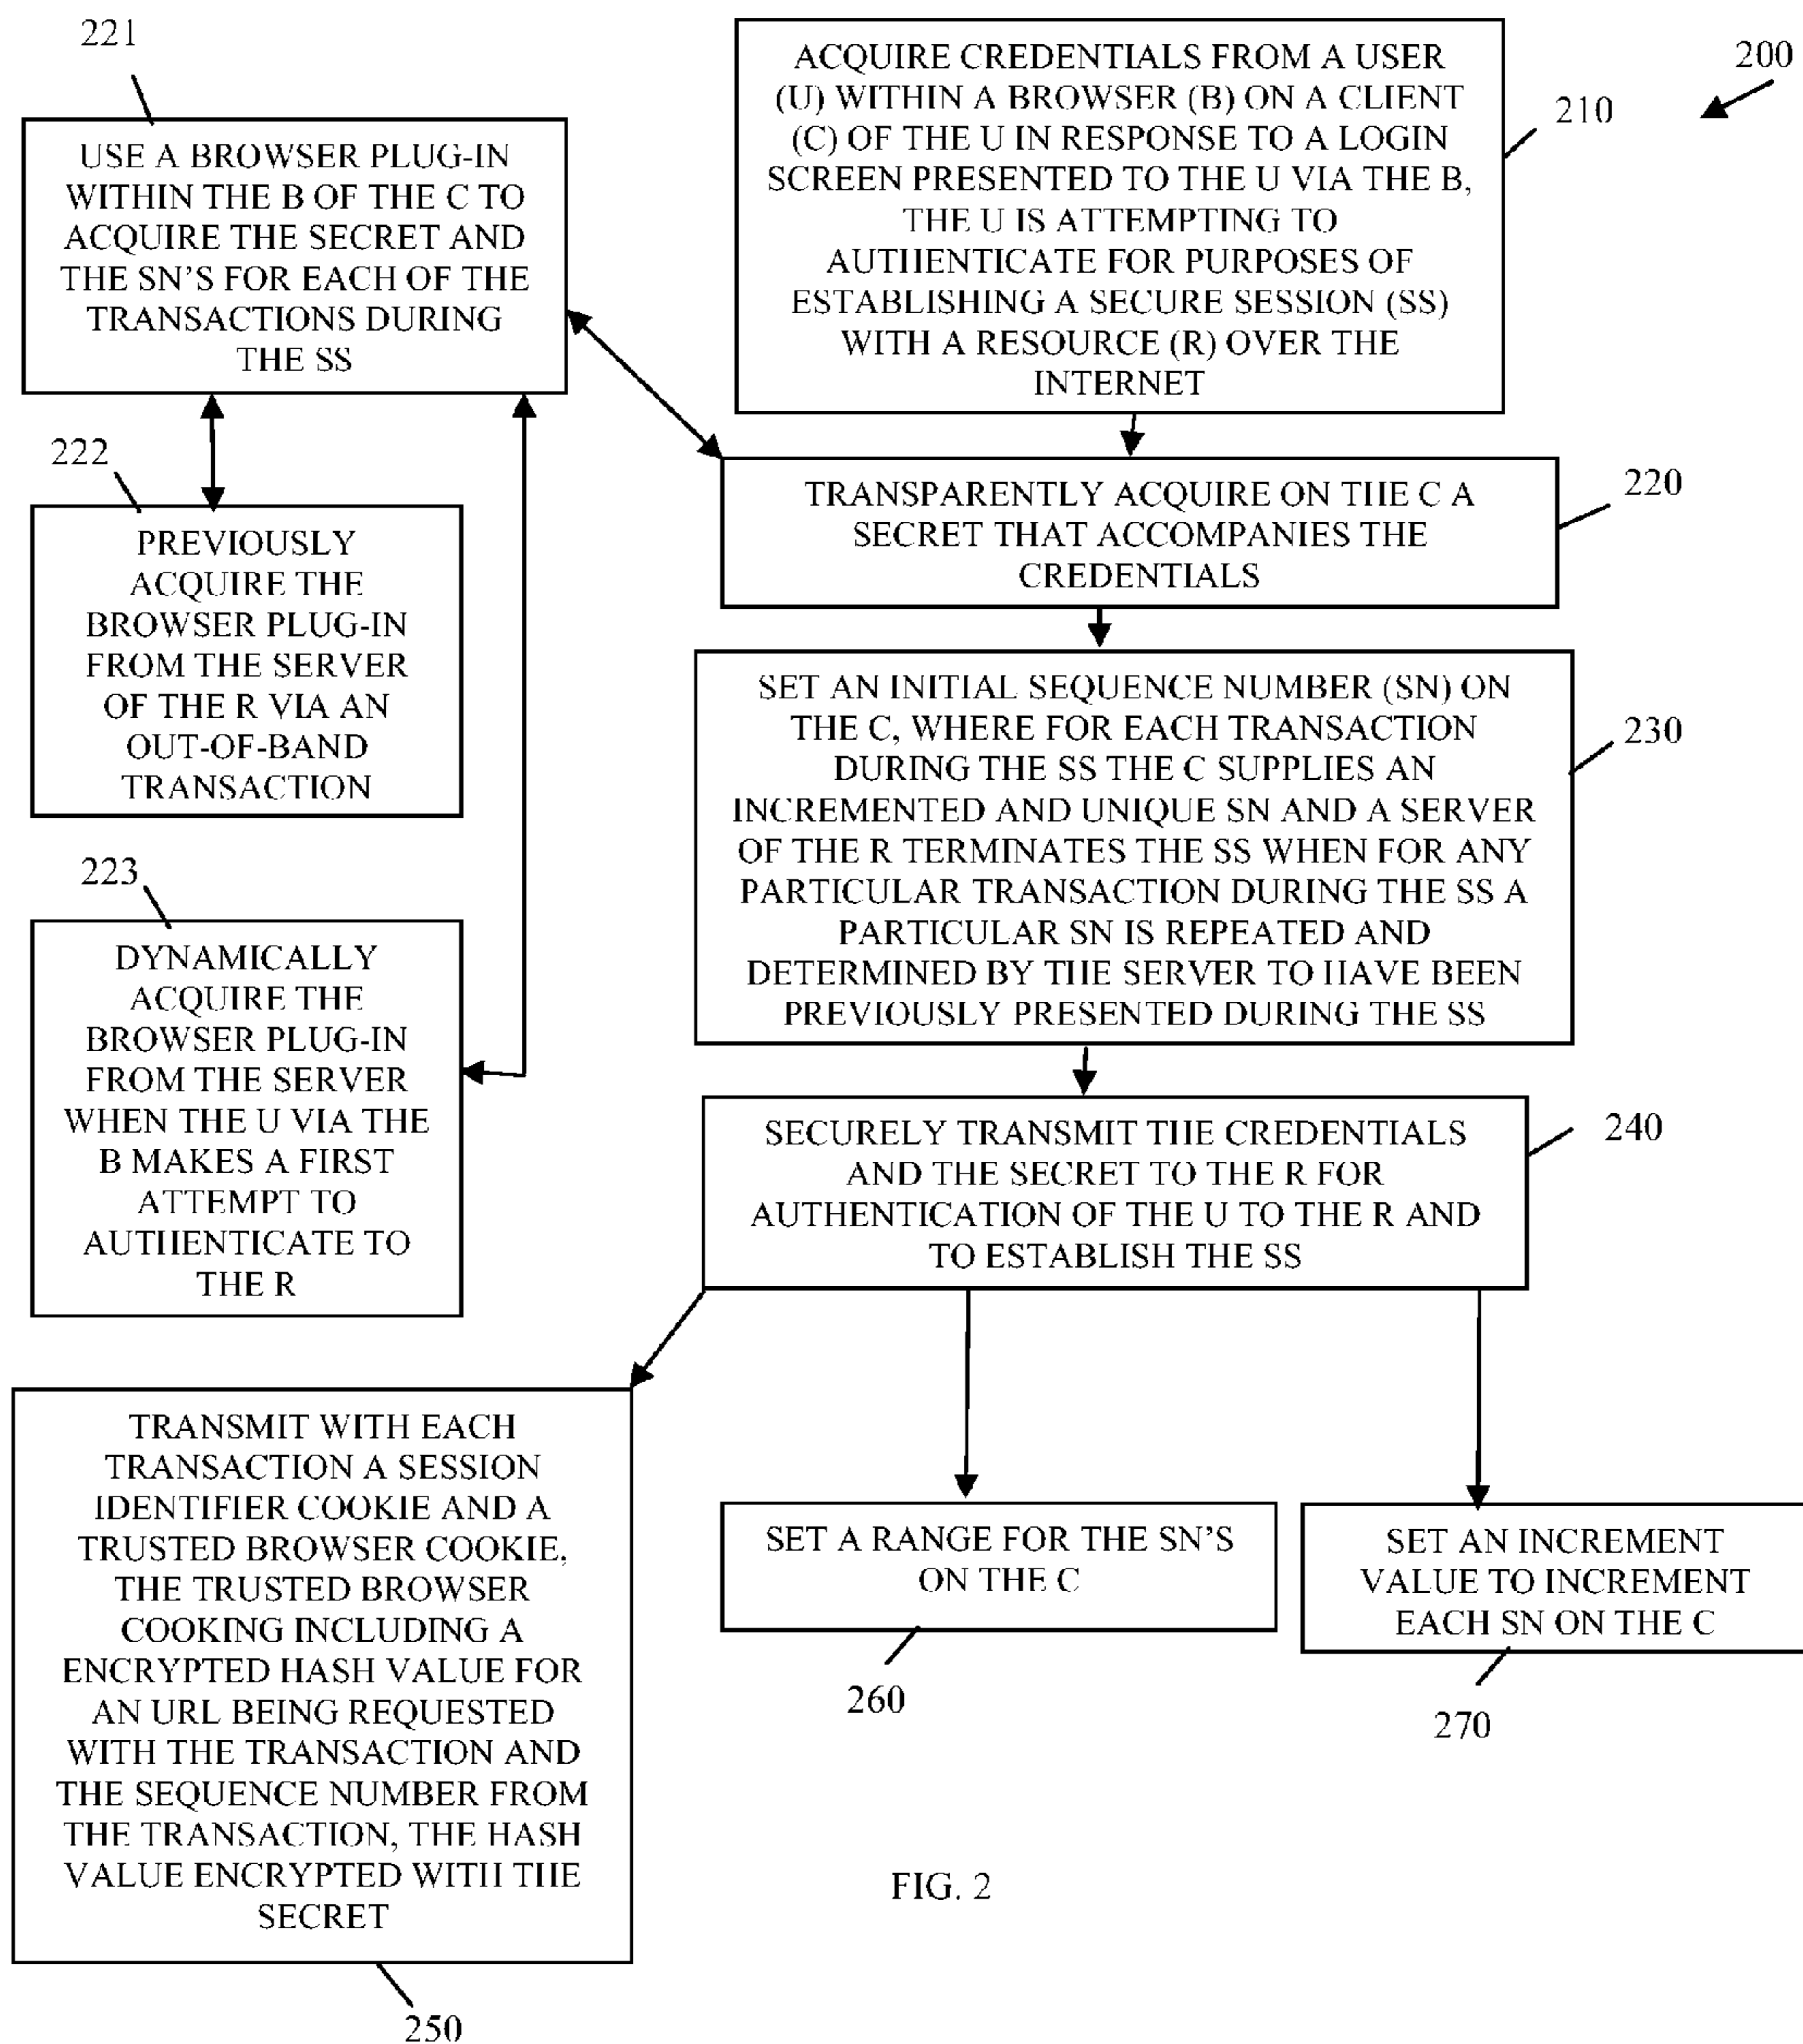 200
210
ACQUIRE CREDENTIALS FROM A USER
(U) WITHIN A BROWSER (B) ON A CLIENT
(C) OF THE U IN RESPONSE TO A LOGIN
SCREEN PRESENTED TO THE U VIA THE B,
THE U IS ATTEMPTING TO
AUTHENTICATE FOR PURPOSES OF
ESTABLISHING A SECURE SESSION (SS)
WITH A RESOURCE (R) OVER THE
INTERNET
220
TRANSPARENTLY ACQUIRE ON THE C A
SECRET THAT ACCOMPANIES THE
CREDENTIALS
221
USE A BROWSER PLUG-IN
WITHIN THE B OF THE C TO
ACQUIRE THE SECRET AND
THE SN'S FOR EACH OF THE
TRANSACTIONS DURING
THE SS
222
PREVIOUSLY
ACQUIRE THE
BROWSER PLUG-IN
FROM THE SERVER
OF THE R VIA AN
OUT-OF-BAND
TRANSACTION
223
DYNAMICALLY
ACQUIRE THE
BROWSER PLUG-IN
FROM THE SERVER
WHEN THE U VIA THE
B MAKES A FIRST
ATTEMPT TO
AUTHENTICATE TO
THE R
230
SET AN INITIAL SEQUENCE NUMBER (SN) ON
THE C, WHERE FOR EACH TRANSACTION
DURING THE SS THE C SUPPLIES AN
INCREMENTED AND UNIQUE SN AND A SERVER
OF THE R TERMINATES THE SS WHEN FOR ANY
PARTICULAR TRANSACTION DURING THE SS A
PARTICULAR SN IS REPEATED AND
DETERMINED BY THE SERVER TO HAVE BEEN
PREVIOUSLY PRESENTED DURING THE SS
240
SECURELY TRANSMIT THE CREDENTIALS
AND THE SECRET TO THE R FOR
AUTHENTICATION OF THE U TO THE R AND
TO ESTABLISH THE SS
TRANSMIT WITH EACH
TRANSACTION A SESSION
IDENTIFIER COOKIE AND A
TRUSTED BROWSER COOKIE,
THE TRUSTED BROWSER
COOKING INCLUDING A
ENCRYPTED HASH VALUE FOR
AN URL BEING REQUESTED
WITH THE TRANSACTION AND
THE SEQUENCE NUMBER FROM
THE TRANSACTION, THE HASH
VALUE ENCRYPTED WITH THE
SECRET
250
SET A RANGE FOR THE SN'S
ON THE C
260
SET AN INCREMENT
VALUE TO INCREMENT
EACH SN ON THE C
270
FIG. 2